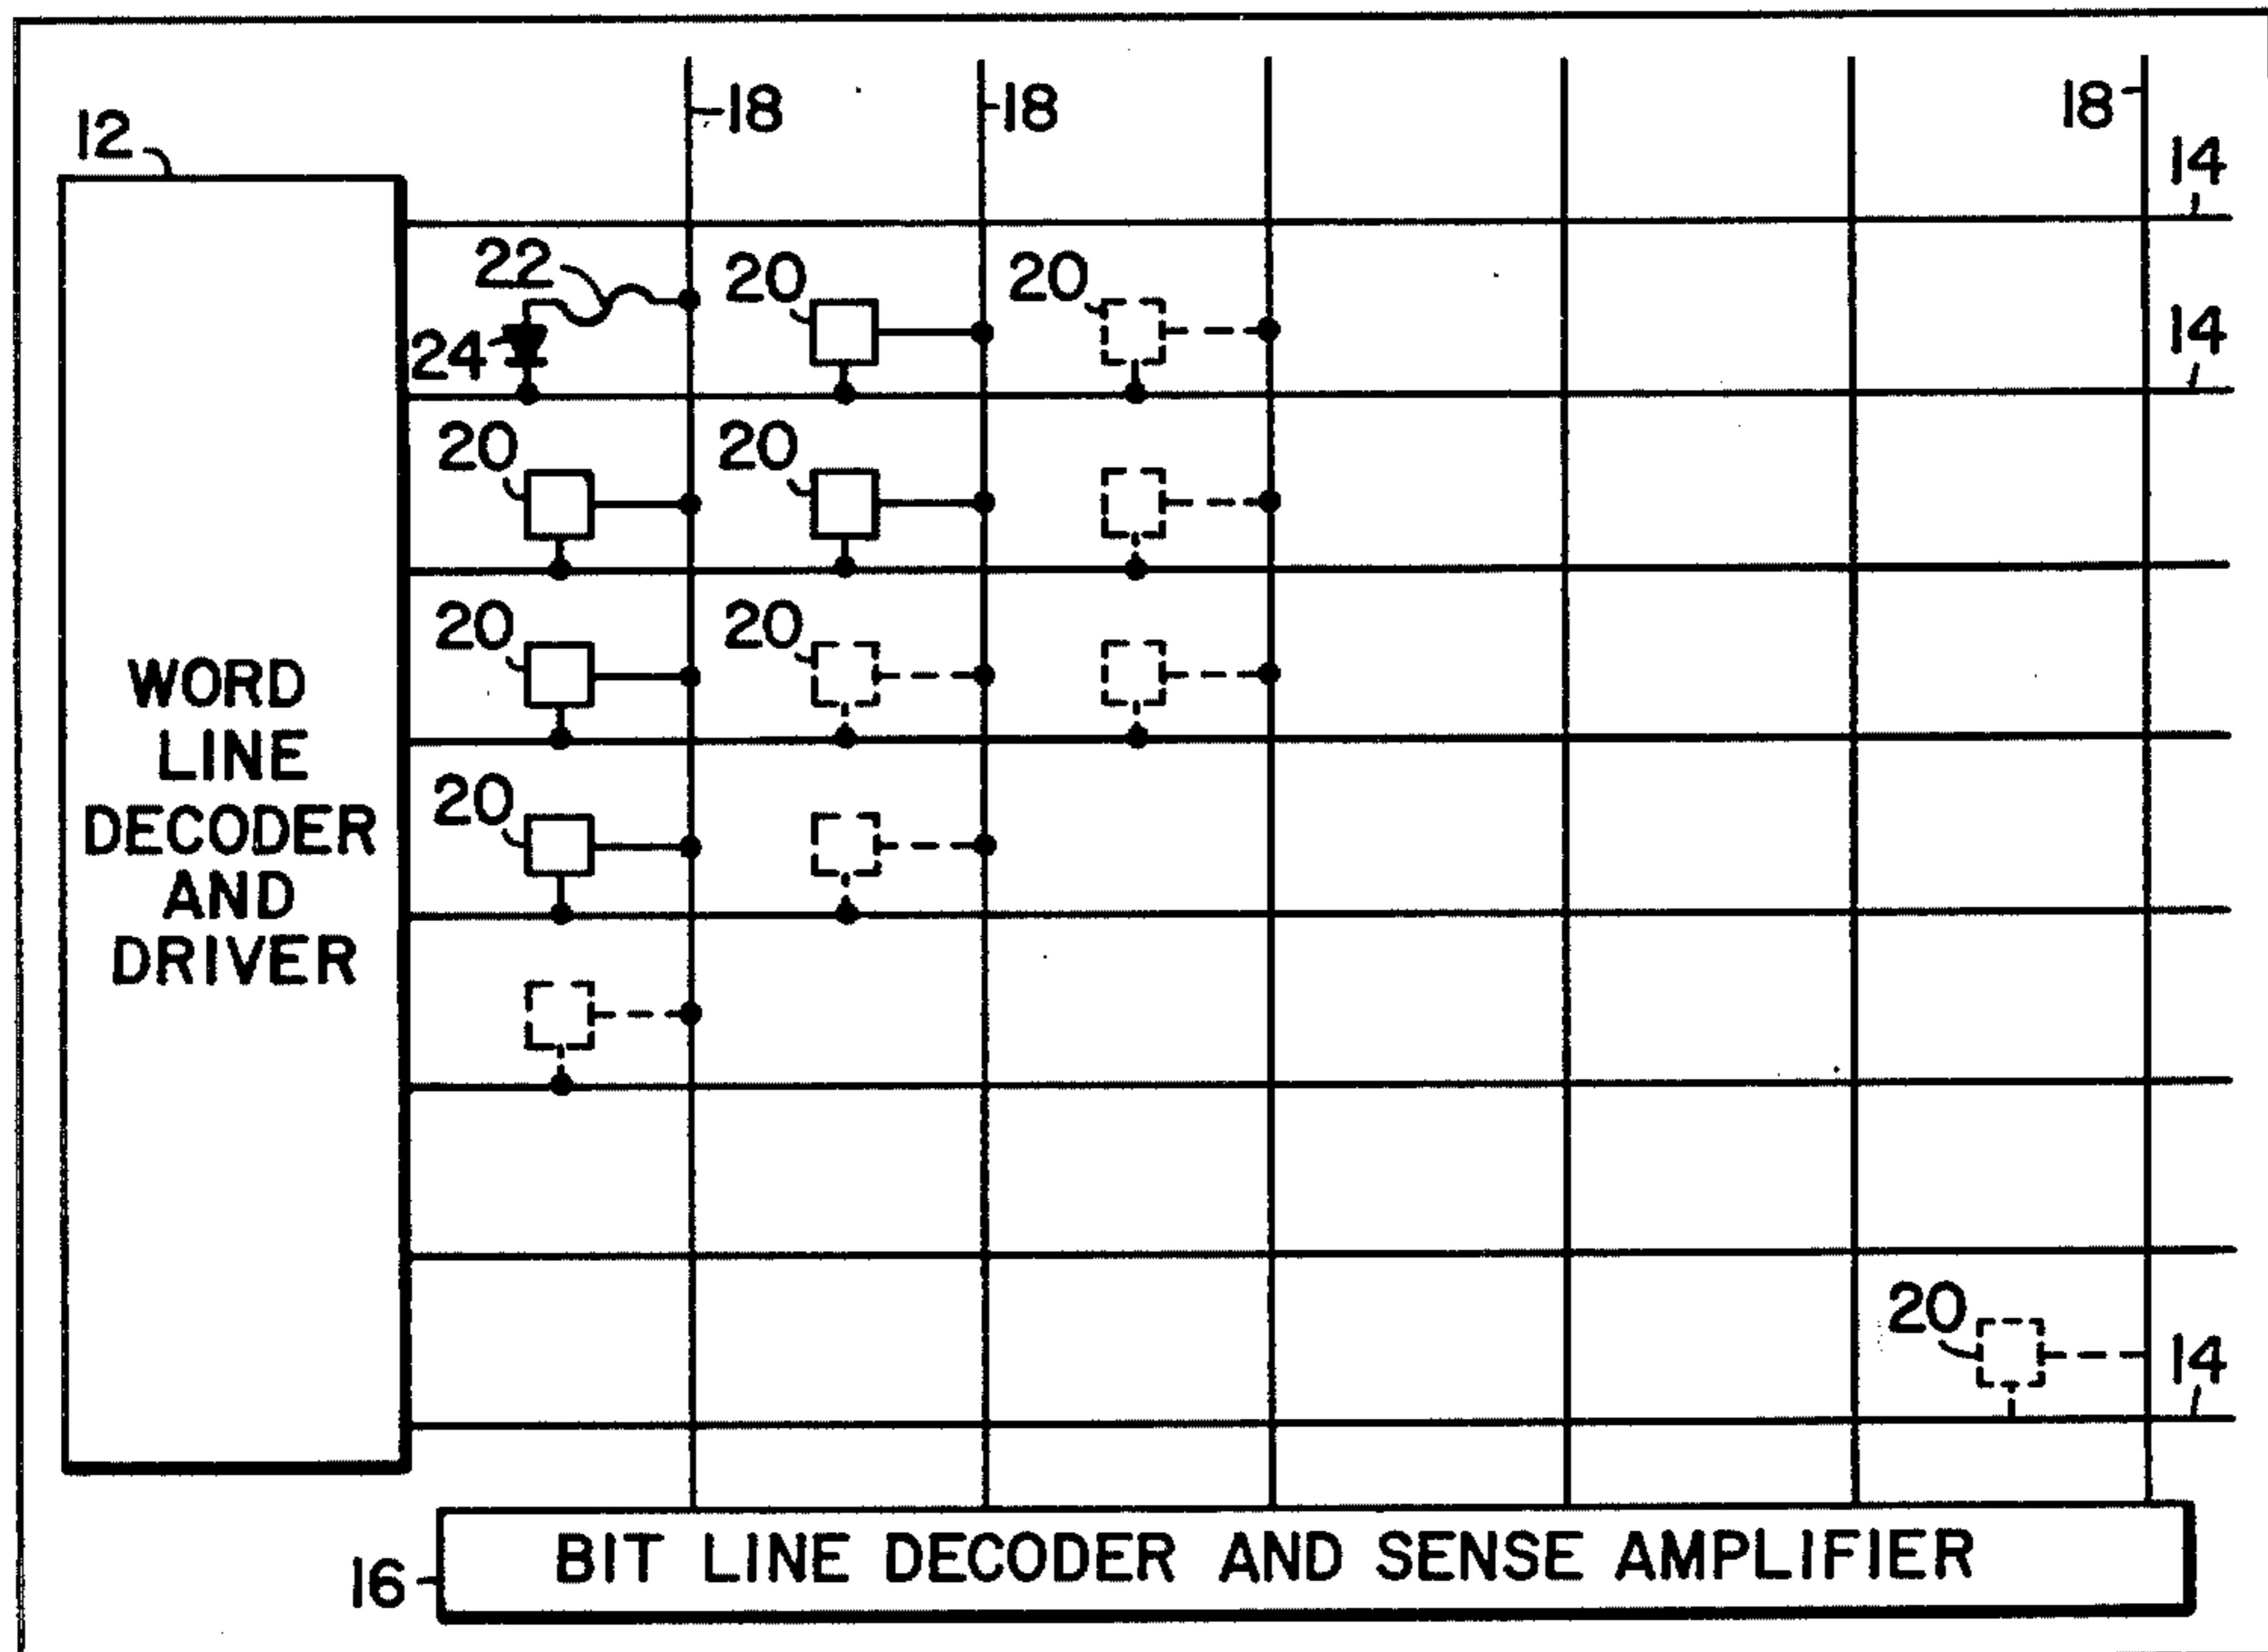 18 18 18
12
14
22 20 20
24
14
20 20
20 20
WORD
LINE
DECODER
AND
DRIVER
20
20
14
16
BIT LINE DECODER AND SENSE AMPLIFIER